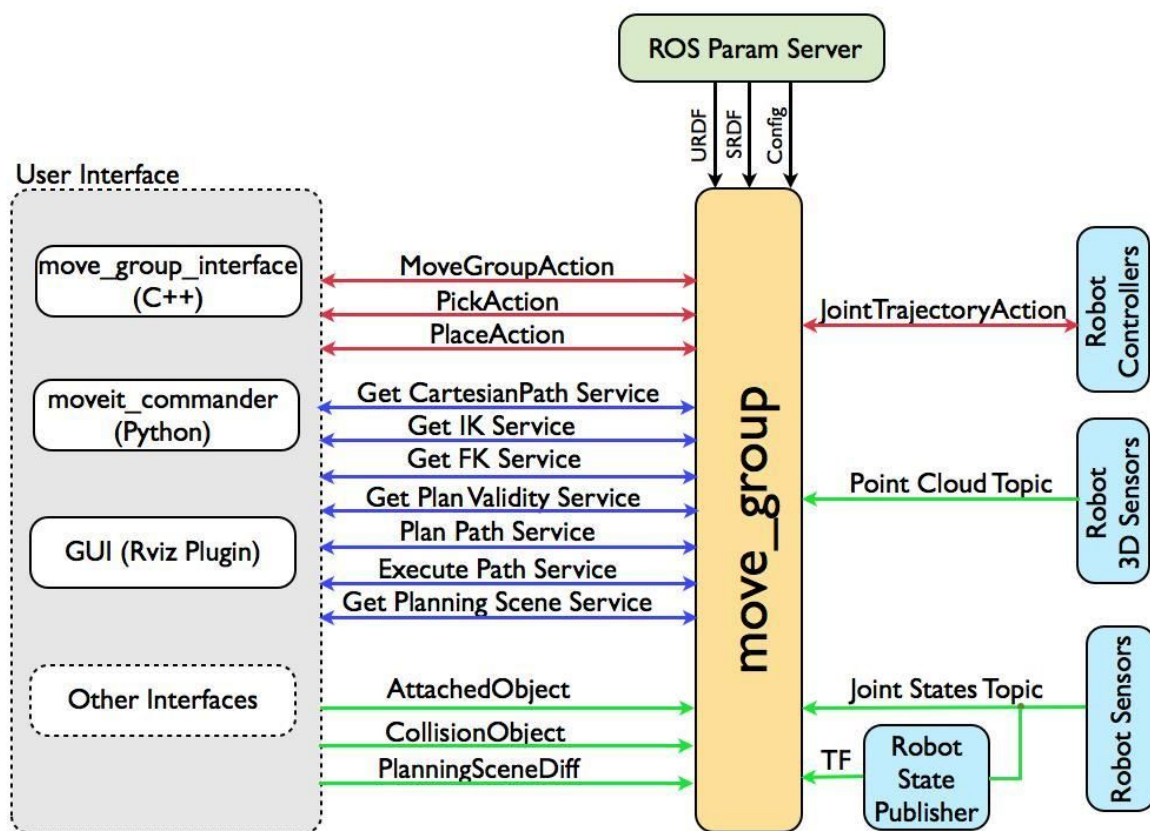 ROS Param Server
URDF
SRDF
Config
User Interface
move_group_interface
(C++)
moveit_commander
(Python)
GUI (Rviz Plugin)
Other Interfaces
MoveGroupAction
PickAction
PlaceAction
Get CartesianPath Service
Get IK Service
Get FK Service
Get Plan Validity Service
Plan Path Service
Execute Path Service
Get Planning Scene Service
AttachedObject
CollisionObject
PlanningSceneDiff
move_group
JointTrajectoryAction
Robot
Controllers
Point Cloud Topic
Robot
3D Sensors
Joint States Topic
Robot Sensors
TF
Robot
State
Publisher